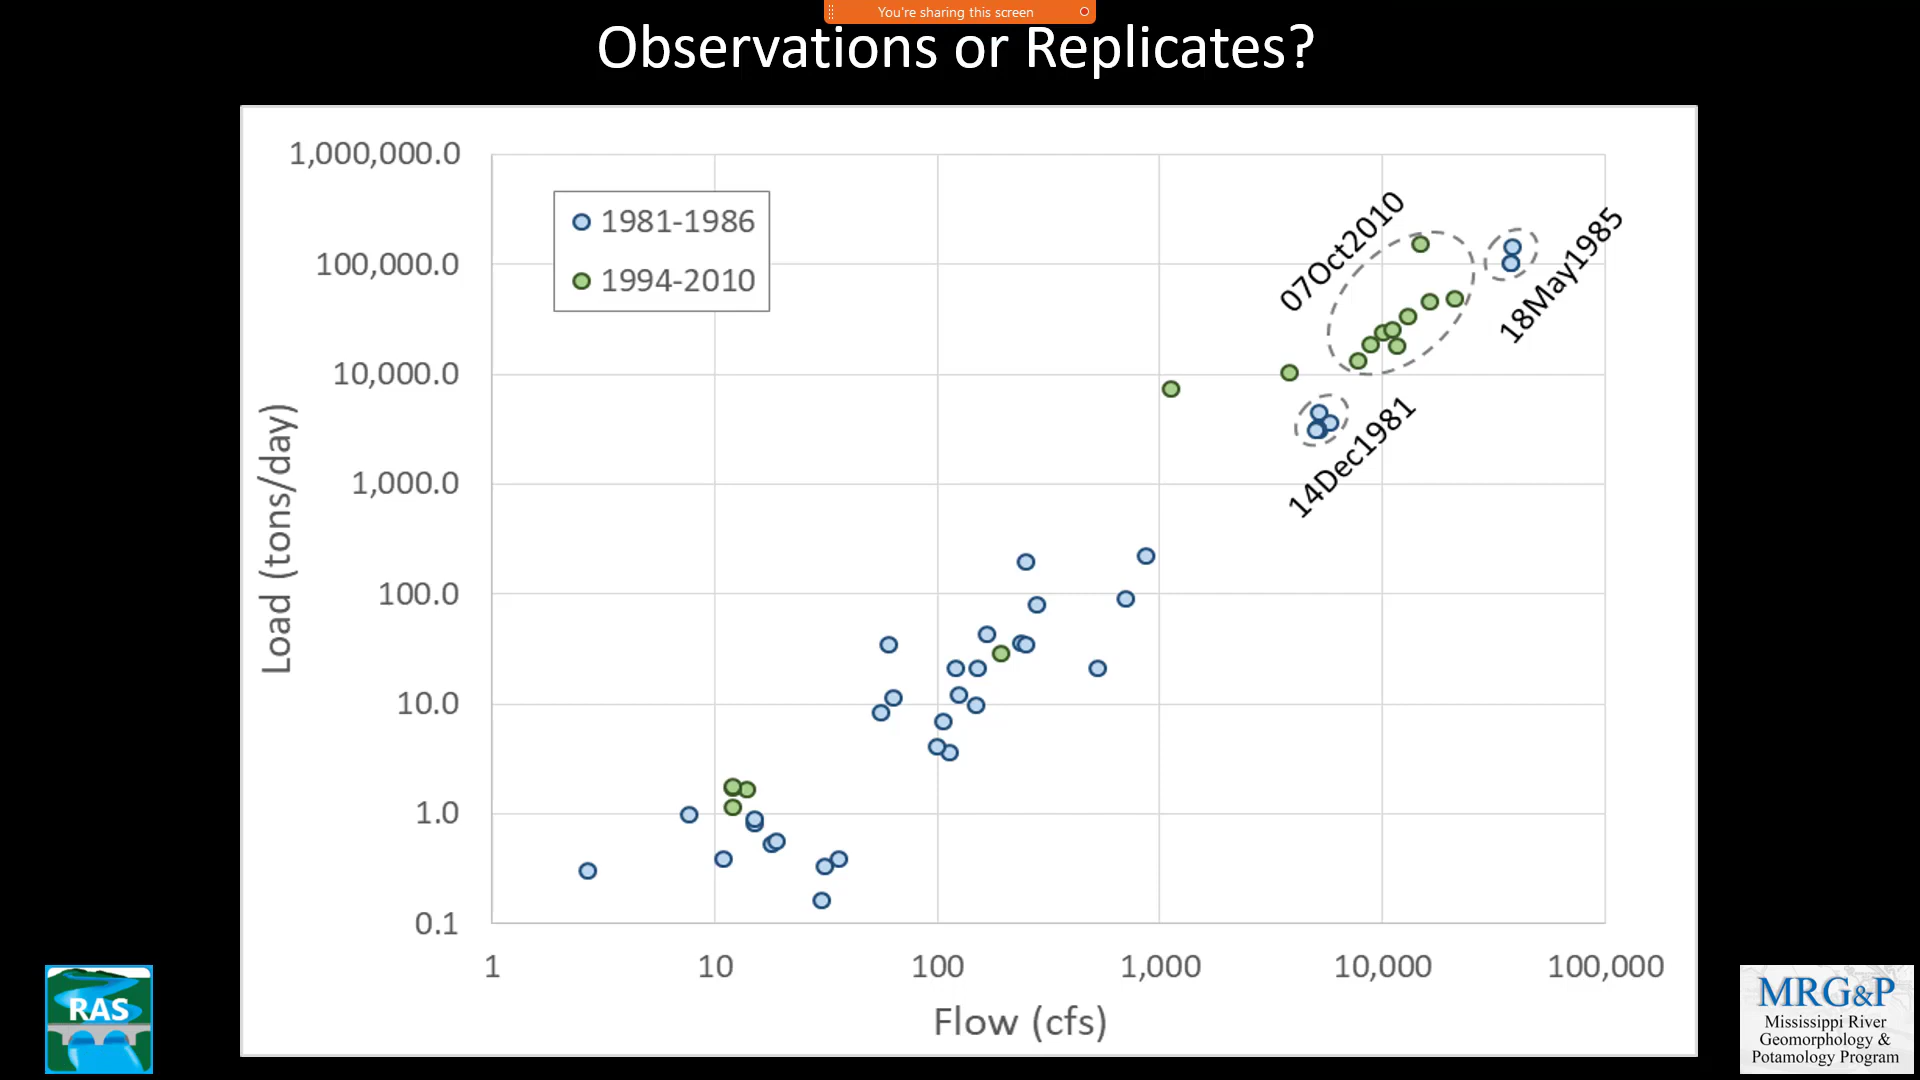 You're sharing this screen
Observations or Replicates?
1,000,000.0
100,000.0
10,000.0
1,000.0
100.0
10.0
1.0
0.1
Load (tons/day)
1981-1986
1994-2010
07Oct2010
18May1985
14Dec1981
1
10
100
1,000
10,000
100,000
Flow (cfs)
RAS
MRG&P
Mississippi River
Geomorphology &
Potamology Program